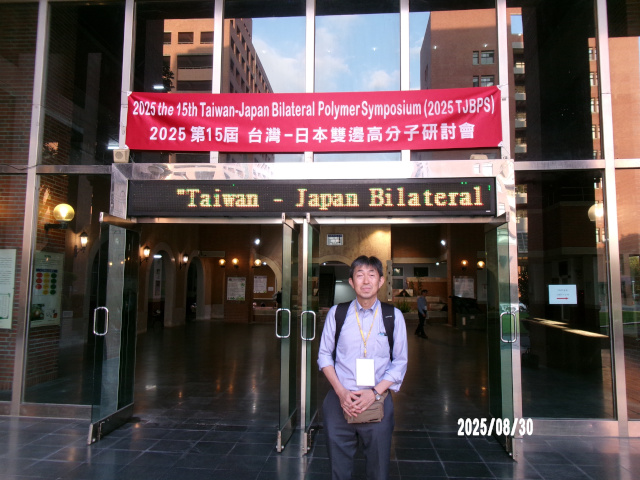 2025 the 15th Taiwan-Japan Bilateral Polymer Symposium (2025 TJBPS)
2025 第15屆 台灣-日本雙邊高分子研討會
"Taiwan - Japan Bilateral
2025/08/30